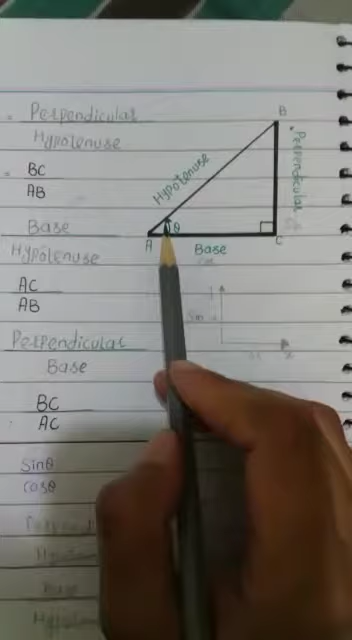 = Perpendicular
Hypotenuse
= BC
AB
Base
Hypotenuse
AC
AB
Perpendicular
Base
BC
AC
sinθ
cosθ
B
Hypotenuse
Perpendicular
θ
A
Base
C